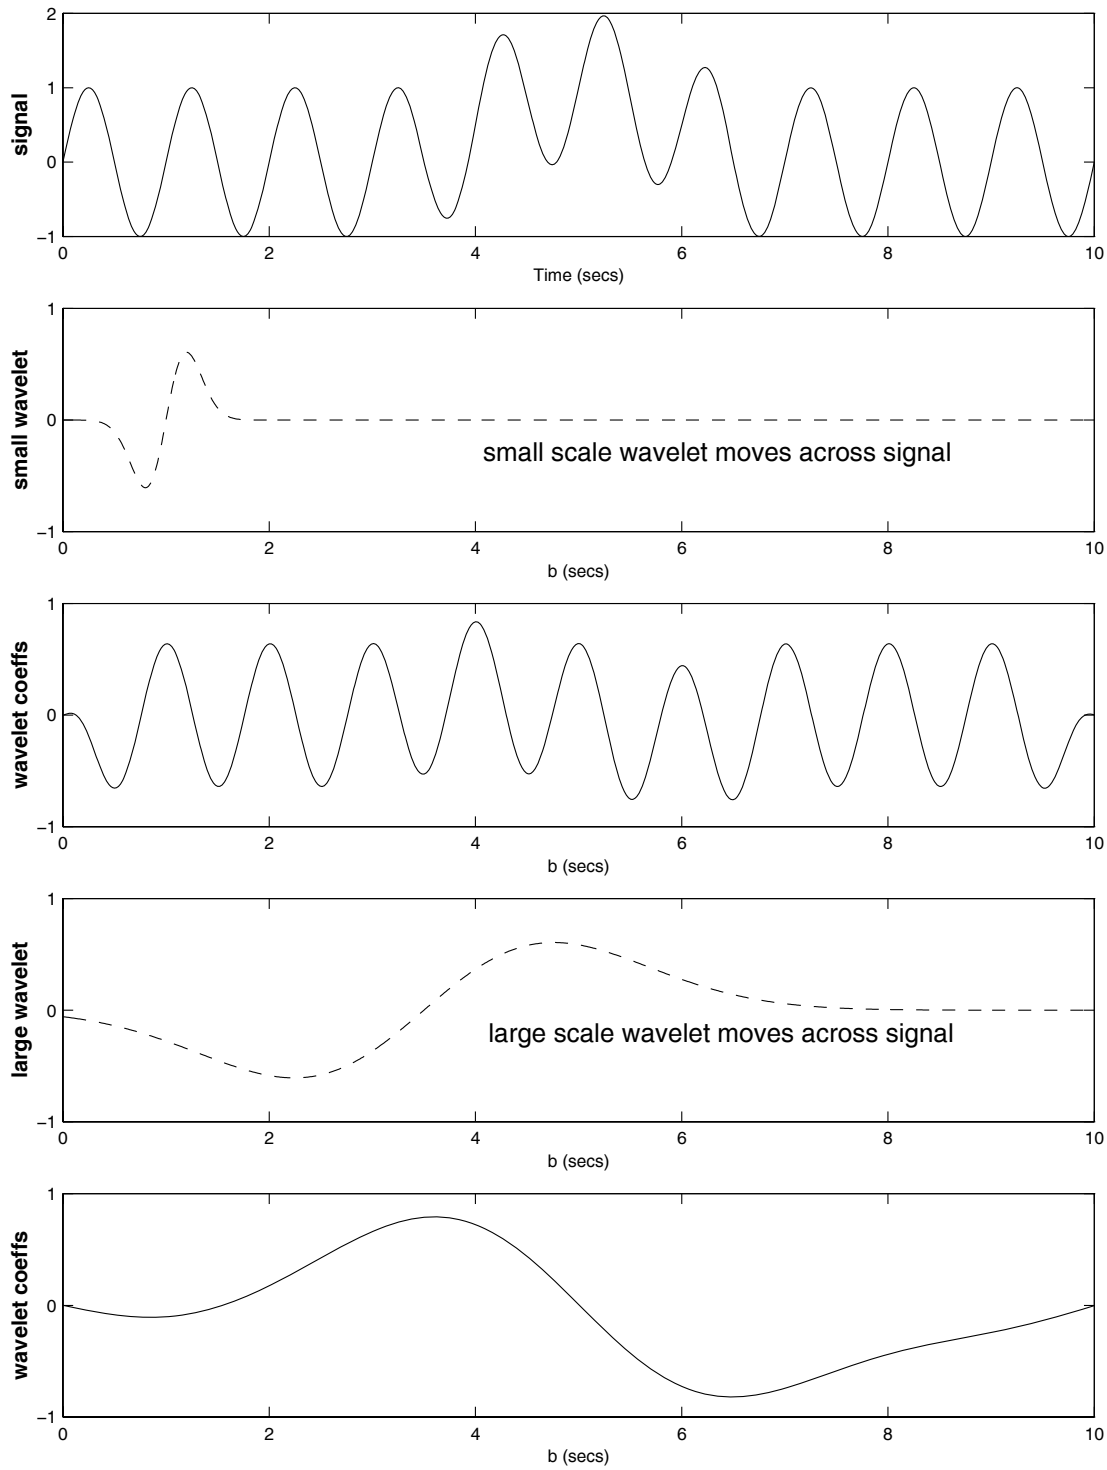 signal
2
1
0
−1
0 2 4 6 8 10
Time (secs)
small wavelet
1
0
−1
small scale wavelet moves across signal
0 2 4 6 8 10
b (secs)
wavelet coeffs
1
0
−1
0 2 4 6 8 10
b (secs)
large wavelet
1
0
−1
large scale wavelet moves across signal
0 2 4 6 8 10
b (secs)
wavelet coeffs
1
0
−1
0 2 4 6 8 10
b (secs)